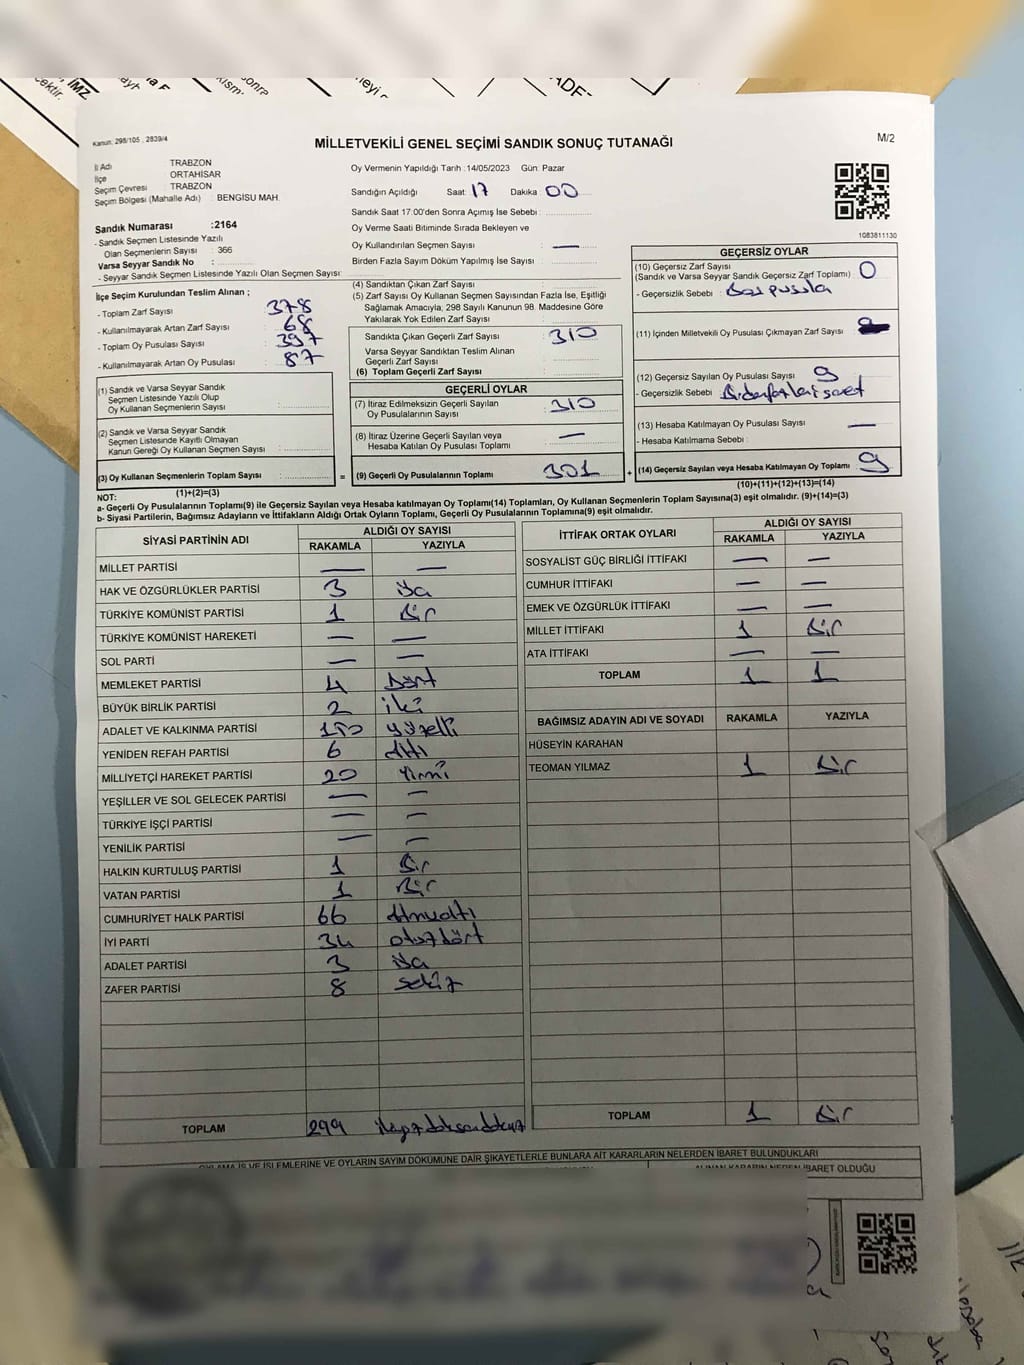 Kanun: 298/105 , 2839/4
MİLLETVEKİLİ GENEL SEÇİMİ SANDIK SONUÇ TUTANAĞI
M/2
İl Adı : TRABZON
İlçe : ORTAHİSAR
Seçim Çevresi : TRABZON
Seçim Bölgesi (Mahalle Adı) : BENGİSU MAH.
Oy Vermenin Yapıldığı Tarih :14/05/2023 Gün: Pazar
Sandığın Açıldığı Saat: 17 Dakika: 00
Sandık Saat 17.00'den Sonra Açmış İse Sebebi :
Oy Verme Saati Bitiminde Sırada Bekleyen ve
Oy Kullandırılan Seçmen Sayısı : —
Birden Fazla Sayım Döküm Yapılmış İse Sayısı :
Sandık Numarası :2164
- Sandık Seçmen Listesinde Yazılı
Olan Seçmenlerin Sayısı : 366
Varsa Seyyar Sandık No :
- Seyyar Sandık Seçmen Listesinde Yazılı Olan Seçmen Sayısı:
İlçe Seçim Kurulundan Teslim Alınan ;
- Toplam Zarf Sayısı : 378
- Kullanılmayarak Artan Zarf Sayısı : 68
- Toplam Oy Pusulası Sayısı : 397
- Kullanılmayarak Artan Oy Pusulası : 87
(1) Sandık ve Varsa Seyyar Sandık
Seçmen Listesinde Yazılı Olup
Oy Kullanan Seçmenlerin Sayısı :
(2) Sandık ve Varsa Seyyar Sandık
Seçmen Listesinde Kayıtlı Olmayan
Kanun Gereği Oy Kullanan Seçmen Sayısı :
(3) Oy Kullanan Seçmenlerin Toplam Sayısı :
(1)+(2)=(3)
(4) Sandıktan Çıkan Zarf Sayısı :
(5) Zarf Sayısı Oy Kullanan Seçmen Sayısından Fazla İse, Eşitliği
Sağlamak Amacıyla, 298 Sayılı Kanunun 98. Maddesine Göre
Yakılarak Yok Edilen Zarf Sayısı :
Sandıkta Çıkan Geçerli Zarf Sayısı : 310
Varsa Seyyar Sandıktan Teslim Alınan
Geçerli Zarf Sayısı :
(6) Toplam Geçerli Zarf Sayısı :
GEÇERLİ OYLAR
(7) İtiraz Edilmeksizin Geçerli Sayılan
Oy Pusulalarının Sayısı : 310
(8) İtiraz Üzerine Geçerli Sayılan veya
Hesaba Katılan Oy Pusulası Toplamı : —
= (9) Geçerli Oy Pusulalarının Toplamı : 301
1083811130
GEÇERSİZ OYLAR
(10) Geçersiz Zarf Sayısı
(Sandık ve Varsa Seyyar Sandık Geçersiz Zarf Toplamı) : 0
- Geçersizlik Sebebi : Boş pusula
(11) İçinden Milletvekili Oy Pusulası Çıkmayan Zarf Sayısı :
(12) Geçersiz Sayılan Oy Pusulası Sayısı : 9
- Geçersizlik Sebebi : Birden fazla işaret
(13) Hesaba Katılmayan Oy Pusulası Sayısı : —
- Hesaba Katılmama Sebebi :
+ (14) Geçersiz Sayılan veya Hesaba Katılmayan Oy Toplamı : 9
(10)+(11)+(12)+(13)=(14)
NOT:
a- Geçerli Oy Pusulalarının Toplamı(9) ile Geçersiz Sayılan veya Hesaba katılmayan Oy Toplamı(14) Toplamları, Oy Kullanan Seçmenlerin Toplam Sayısına(3) eşit olmalıdır. (9)+(14)=(3)
b- Siyasi Partilerin, Bağımsız Adayların ve İttifakların Aldığı Ortak Oyların Toplamı, Geçerli Oy Pusulalarının Toplamına(9) eşit olmalıdır.
SİYASİ PARTİNİN ADI
ALDIĞI OY SAYISI
RAKAMLA YAZIYLA
MİLLET PARTİSİ — —
HAK VE ÖZGÜRLÜKLER PARTİSİ 3 üç
TÜRKİYE KOMÜNİST PARTİSİ 1 Bir
TÜRKİYE KOMÜNİST HAREKETİ — —
SOL PARTİ — —
MEMLEKET PARTİSİ 4 Dört
BÜYÜK BİRLİK PARTİSİ 2 iki
ADALET VE KALKINMA PARTİSİ 150 yüzelli
YENİDEN REFAH PARTİSİ 6 Altı
MİLLİYETÇİ HAREKET PARTİSİ 20 Yirmi
YEŞİLLER VE SOL GELECEK PARTİSİ — —
TÜRKİYE İŞÇİ PARTİSİ — —
YENİLİK PARTİSİ — —
HALKIN KURTULUŞ PARTİSİ 1 Bir
VATAN PARTİSİ 1 Bir
CUMHURİYET HALK PARTİSİ 66 Atmışaltı
İYİ PARTİ 34 otuzdört
ADALET PARTİSİ 3 üç
ZAFER PARTİSİ 8 sekiz
TOPLAM 299 ikiyüzdoksandokuz
İTTİFAK ORTAK OYLARI
ALDIĞI OY SAYISI
RAKAMLA YAZIYLA
SOSYALİST GÜÇ BİRLİĞİ İTTİFAKI — —
CUMHUR İTTİFAKI — —
EMEK VE ÖZGÜRLÜK İTTİFAKI — —
MİLLET İTTİFAKI 1 Bir
ATA İTTİFAKI — —
TOPLAM 1 1
BAĞIMSIZ ADAYIN ADI VE SOYADI RAKAMLA YAZIYLA
HÜSEYİN KARAHAN
TEOMAN YILMAZ 1 Bir
TOPLAM 1 Bir
OYLAMA İŞ VE İŞLEMLERİNE VE OYLARIN SAYIM DÖKÜMÜNE DAİR ŞİKAYETLERLE BUNLARA AİT KARARLARIN NELERDEN İBARET BULUNDUKLARI
ALINAN KARARIN NEDEN İBARET OLDUĞU